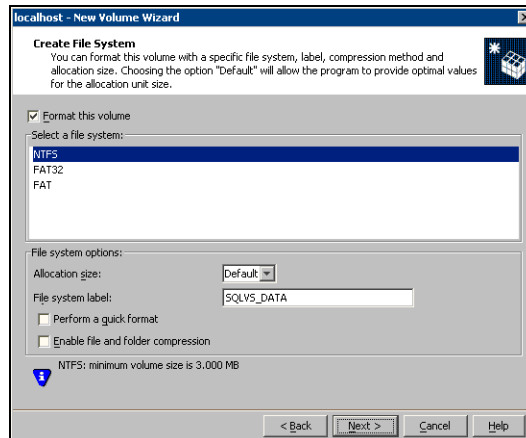 localhost - New Volume Wizard
Create File System
You can format this volume with a specific file system, label, compression method and
allocation size. Choosing the option "Default" will allow the program to provide optimal values
for the allocation unit size.
Format this volume
Select a file system:
NTFS
FAT32
FAT
File system options:
Allocation size:
Default
File system label:
SQLVS_DATA
Perform a quick format
Enable file and folder compression
NTFS: minimum volume size is 3.000 MB
< Back
Next >
Cancel
Help